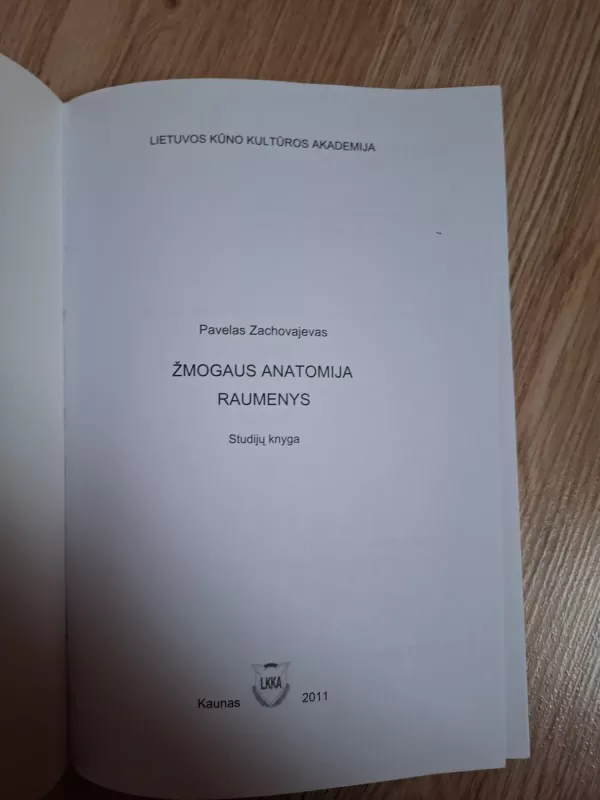 LIETUVOS KŪNO KULTŪROS AKADEMIJA
Pavelas Zachovajevas
ŽMOGAUS ANATOMIJA
RAUMENYS
Studijų knyga
LKKA
Kaunas 2011